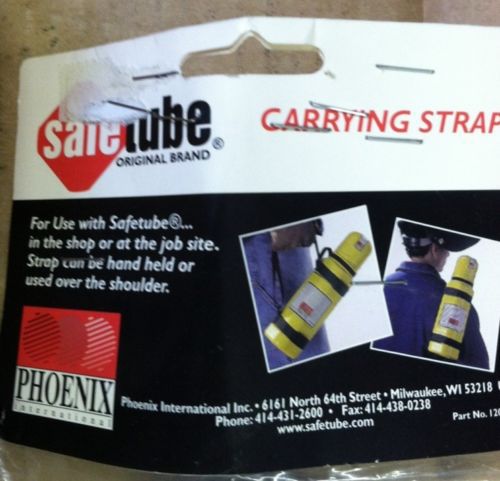 safetube®
ORIGINAL BRAND
CARRYING STRAP
For Use with Safetube®...
in the shop or at the job site.
Strap can be hand held or
used over the shoulder.
PHOENIX
International
Phoenix International Inc. • 6161 North 64th Street • Milwaukee, WI 53218
Phone: 414-431-2600 • Fax: 414-438-0238
www.safetube.com
Part No. 12